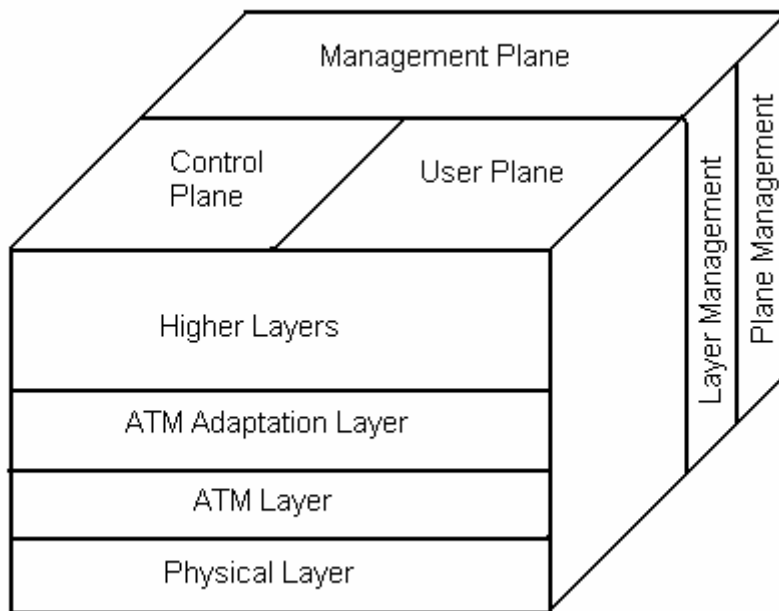 Management Plane
Control
Plane
User Plane
Higher Layers
ATM Adaptation Layer
ATM Layer
Physical Layer
Layer Management
Plane Management